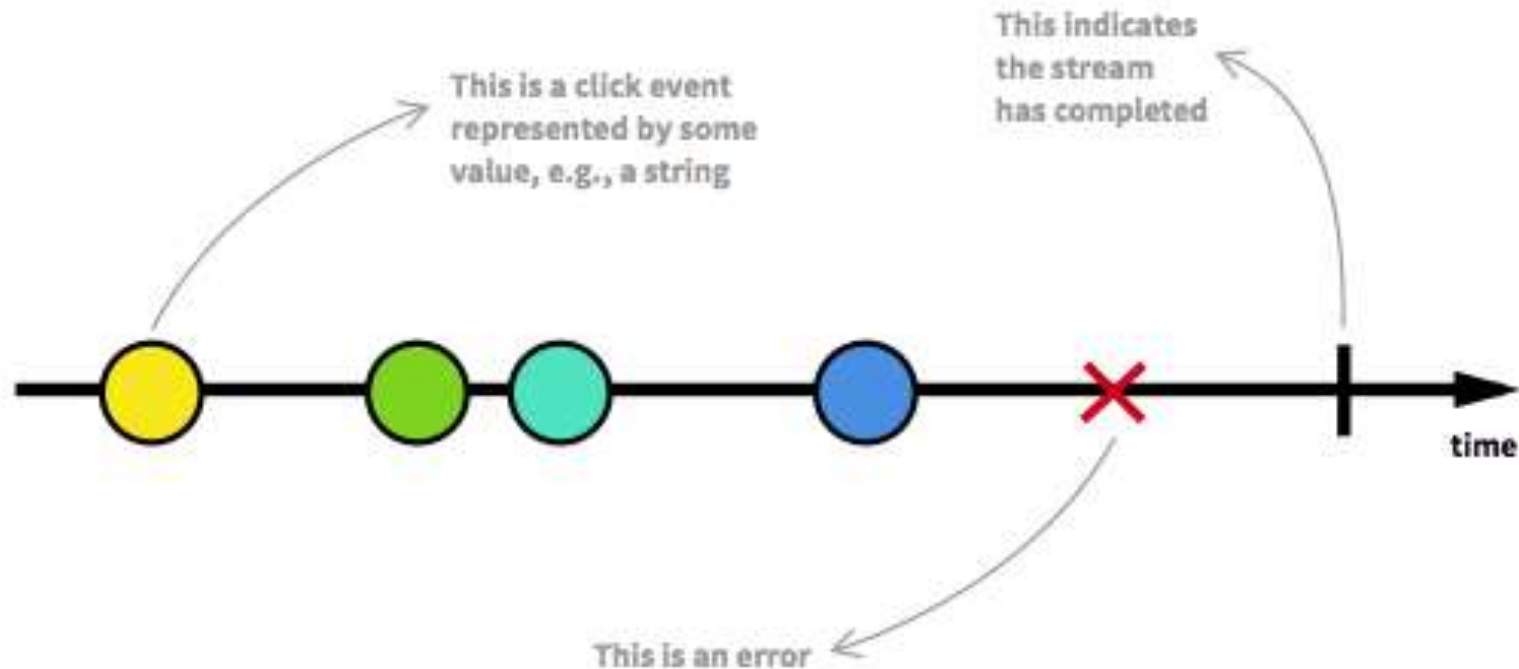 This indicates
the stream
has completed
This is a click event
represented by some
value, e.g., a string
time
This is an error